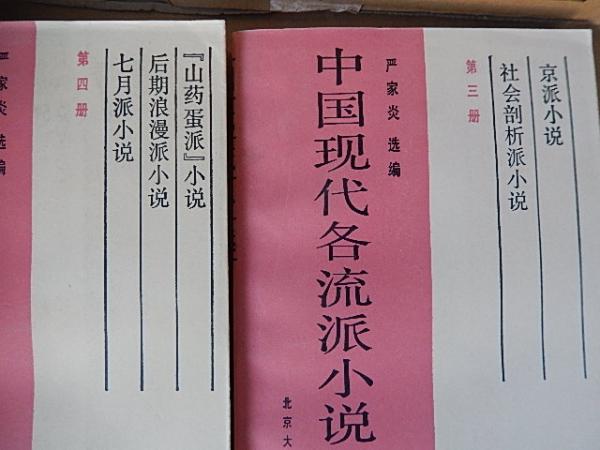 『山药蛋派』小说
后期浪漫派小说
七月派小说
第四册
严家炎 选编
京派小说
社会剖析派小说
第三册
严家炎 选编
中国现代各流派小说
北京大